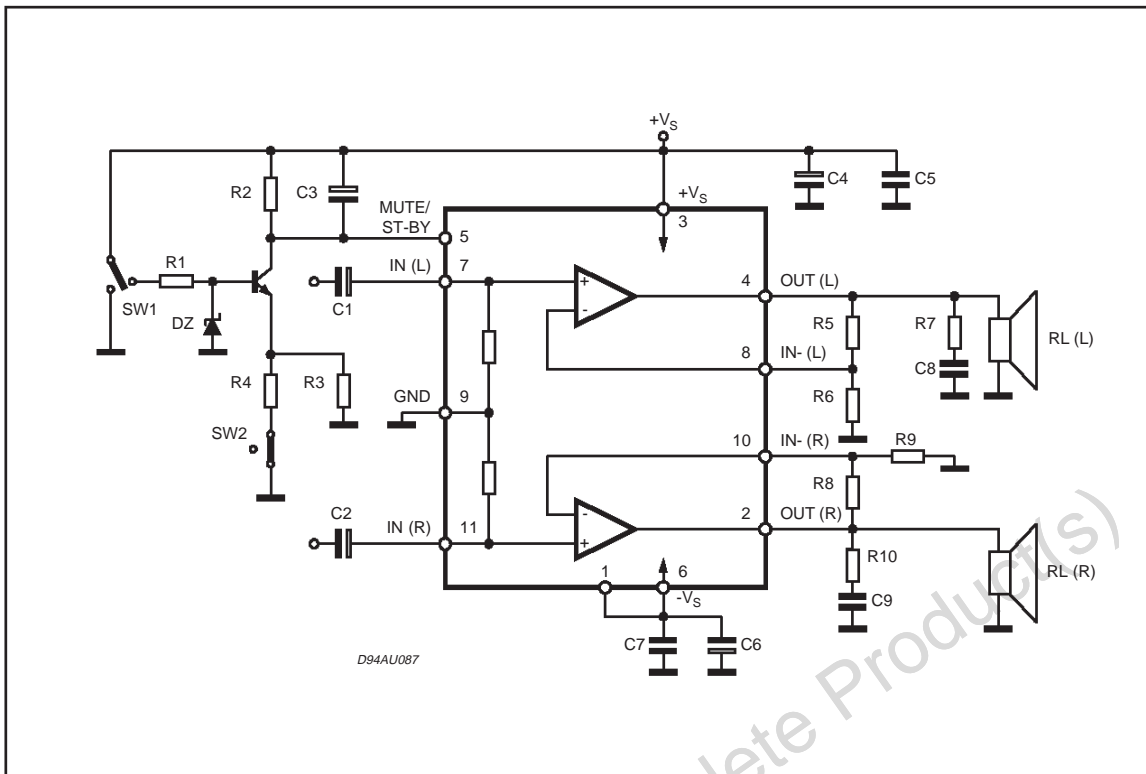 +VS
R2
C3
C4
C5
+VS
3
MUTE/
ST-BY
5
R1
IN (L)
7
+
-
4
OUT (L)
SW1
DZ
C1
R5
R7
RL (L)
8
IN- (L)
C8
R4
R3
GND
9
R6
SW2
10
IN- (R)
R9
R8
C2
IN (R)
11
-
+
2
OUT (R)
R10
RL (R)
1
6
-VS
C9
C7
C6
D94AU087
lete Product(s)